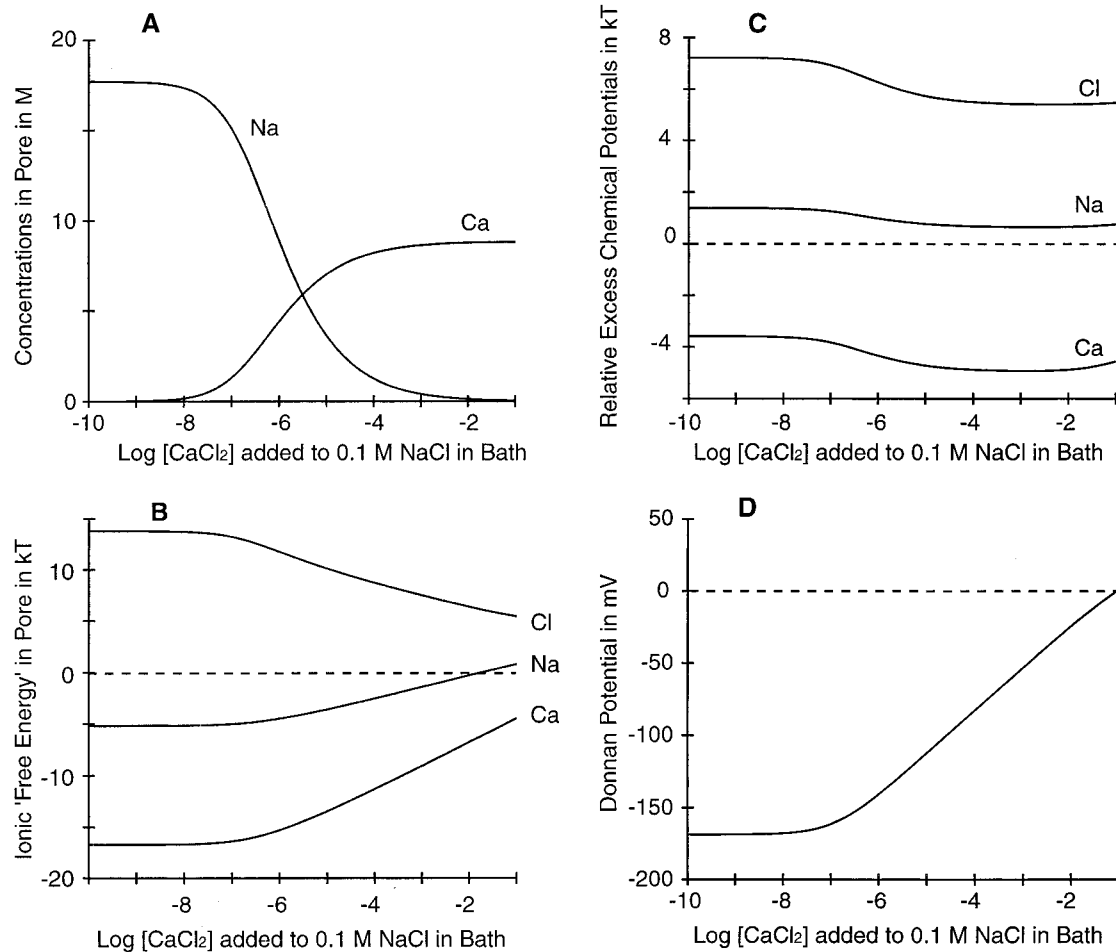 A
20
10
0
Concentrations in Pore in M
Na
Ca
-10 -8 -6 -4 -2
Log [CaCl₂] added to 0.1 M NaCl in Bath
C
8
4
0
-4
Relative Excess Chemical Potentials in kT
Cl
Na
Ca
-10 -8 -6 -4 -2
Log [CaCl₂] added to 0.1 M NaCl in Bath
B
10
0
-10
-20
Ionic 'Free Energy' in Pore in kT
Cl
Na
Ca
-8 -6 -4 -2
Log [CaCl₂] added to 0.1 M NaCl in Bath
D
50
0
-50
-100
-150
-200
Donnan Potential in mV
-10 -8 -6 -4 -2
Log [CaCl₂] added to 0.1 M NaCl in Bath